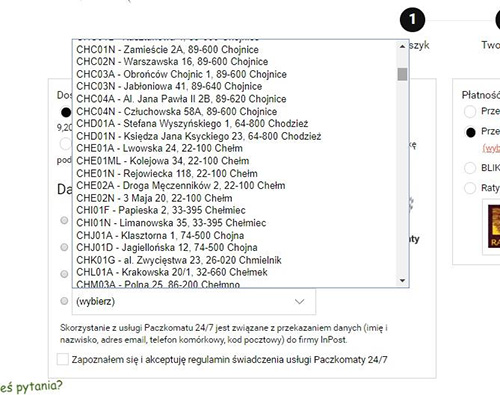 1
szyk
Two
CHC01N - Zamieście 2A, 89-600 Chojnice
CHC02N - Warszawska 16, 89-600 Chojnice
CHC03A - Obrońców Chojnic 1, 89-600 Chojnice
CHC03N - Jabłoniowa 41, 89-640 Chojnice
CHC04A - Al. Jana Pawła II 2B, 89-620 Chojnice
CHC04N - Człuchowska 58A, 89-600 Chojnice
CHD01A - Stefana Wyszyńskiego 1, 64-800 Chodzież
CHD01N - Księdza Jana Ksyckiego 23, 64-800 Chodzież
CHE01A - Lwowska 24, 22-100 Chełm
CHE01ML - Kolejowa 34, 22-100 Chełm
CHE01N - Rejowiecka 118, 22-100 Chełm
CHE02A - Droga Męczenników 2, 22-100 Chełm
CHE02N - 3 Maja 20, 22-100 Chełm
CHI01F - Papieska 2, 33-395 Chełmiec
CHI01N - Limanowska 35, 33-395 Chełmiec
CHJ01A - Klasztorna 1, 74-500 Chojna
CHJ01D - Jagiellońska 12, 74-500 Chojna
CHK01G - al. Zwycięstwa 23, 26-020 Chmielnik
CHL01A - Krakowska 20/1, 32-660 Chełmek
CHM03A - Polna 25, 86-200 Chełmno
(wybierz)
Dos
9,20
pod
Da
kę
aty
Skorzystanie z usługi Paczkomatu 24/7 jest związane z przekazaniem danych (imię i
nazwisko, adres email, telefon komórkowy, kod pocztowy) do firmy InPost.
Zapoznałem się i akceptuję regulamin świadczenia usługi Paczkomaty 24/7
Płatność
Prze
Prze
(wyb
BLIK
Raty
RA
eś pytania?